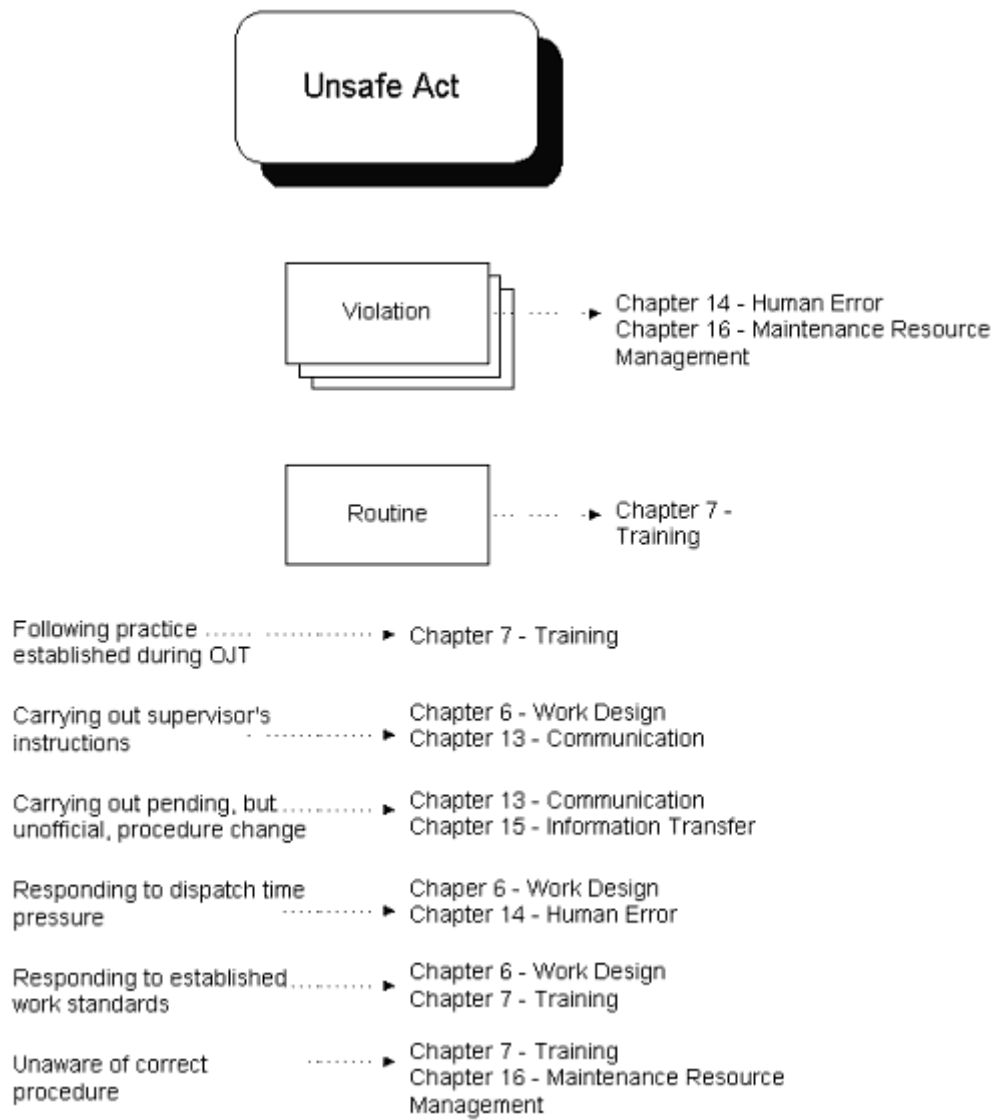 Unsafe Act
Violation
Chapter 14 - Human Error
Chapter 16 - Maintenance Resource
Management
Routine
Chapter 7 -
Training
Following practice
established during OJT
Chapter 7 - Training
Carrying out supervisor's
instructions
Chapter 6 - Work Design
Chapter 13 - Communication
Carrying out pending, but
unofficial, procedure change
Chapter 13 - Communication
Chapter 15 - Information Transfer
Responding to dispatch time
pressure
Chaper 6 - Work Design
Chapter 14 - Human Error
Responding to established
work standards
Chapter 6 - Work Design
Chapter 7 - Training
Unaware of correct
procedure
Chapter 7 - Training
Chapter 16 - Maintenance Resource
Management